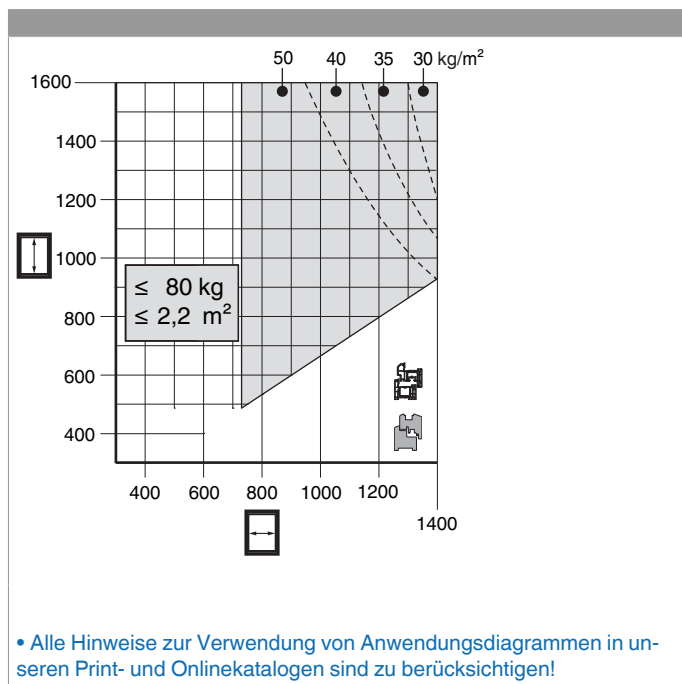 50 40 35 30 kg/m²
1600
1400
1200
1000
≤ 80 kg
≤ 2,2 m²
800
600
400
400 600 800 1000 1200
1400
• Alle Hinweise zur Verwendung von Anwendungsdiagrammen in un-
seren Print- und Onlinekatalogen sind zu berücksichtigen!